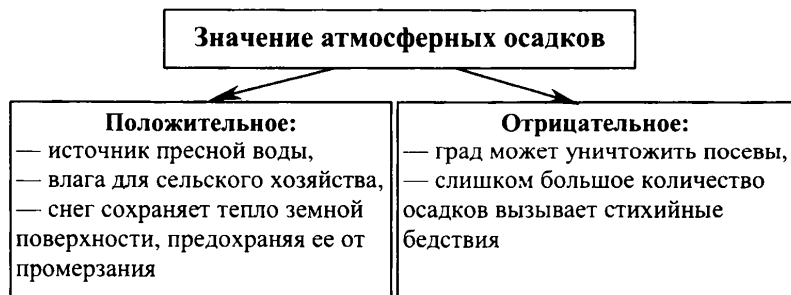 Значение атмосферных осадков
Положительное:
— источник пресной воды,
— влага для сельского хозяйства,
— снег сохраняет тепло земной
поверхности, предохраняя ее от
промерзания
Отрицательное:
— град может уничтожить посевы,
— слишком большое количество
осадков вызывает стихийные
бедствия